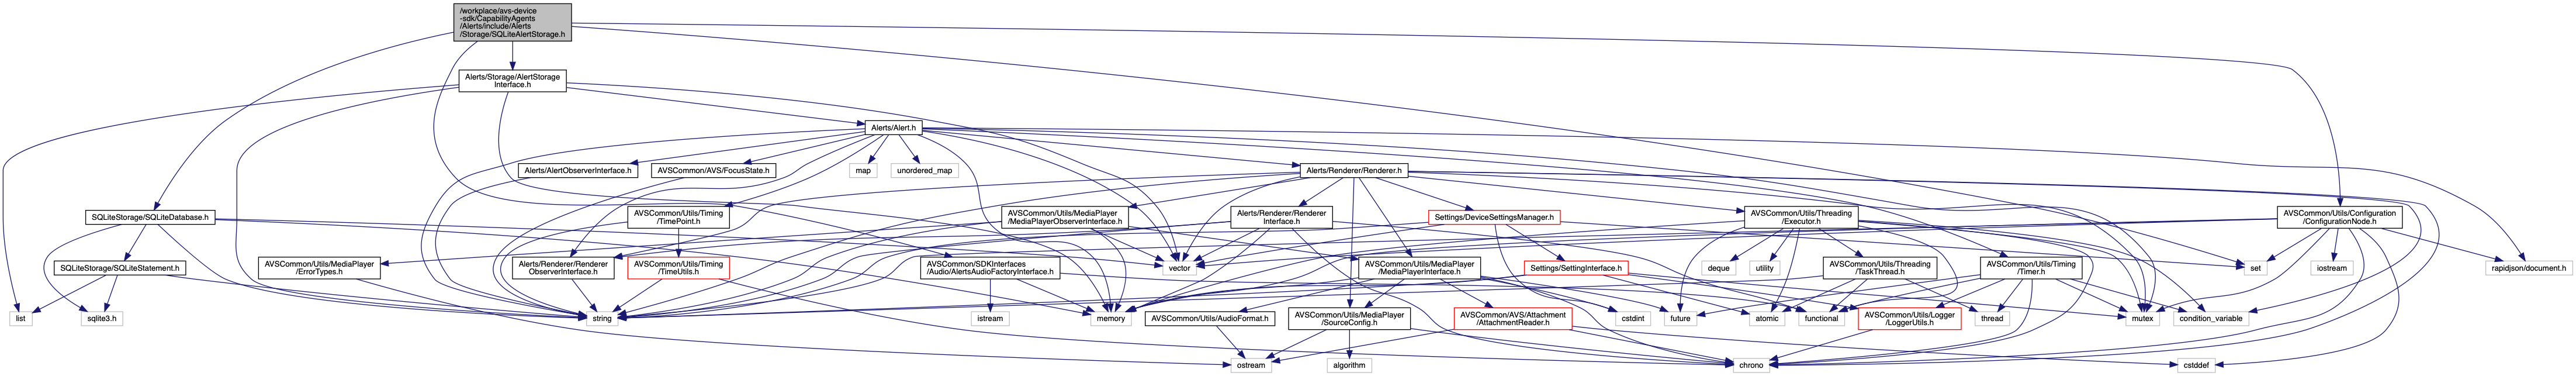 /workplace/avs-device
-sdk/CapabilityAgents
/Alerts/include/Alerts
/Storage/SQLiteAlertStorage.h
Alerts/Storage/AlertStorage
Interface.h
Alerts/Alert.h
Alerts/AlertObserverInterface.h
AVSCommon/AVS/FocusState.h
map
unordered_map
Alerts/Renderer/Renderer.h
SQLiteStorage/SQLiteDatabase.h
AVSCommon/Utils/Timing
/TimePoint.h
AVSCommon/Utils/MediaPlayer
/MediaPlayerObserverInterface.h
Alerts/Renderer/Renderer
Interface.h
Settings/DeviceSettingsManager.h
AVSCommon/Utils/Threading
/Executor.h
AVSCommon/Utils/Configuration
/ConfigurationNode.h
SQLiteStorage/SQLiteStatement.h
AVSCommon/Utils/MediaPlayer
/ErrorTypes.h
Alerts/Renderer/Renderer
ObserverInterface.h
AVSCommon/Utils/Timing
/TimeUtils.h
AVSCommon/SDKInterfaces
/Audio/AlertsAudioFactoryInterface.h
vector
AVSCommon/Utils/MediaPlayer
/MediaPlayerInterface.h
Settings/SettingInterface.h
deque
utility
AVSCommon/Utils/Threading
/TaskThread.h
AVSCommon/Utils/Timing
/Timer.h
set
iostream
rapidjson/document.h
list
sqlite3.h
string
istream
memory
AVSCommon/Utils/AudioFormat.h
AVSCommon/Utils/MediaPlayer
/SourceConfig.h
AVSCommon/AVS/Attachment
/AttachmentReader.h
cstdint
future
atomic
functional
AVSCommon/Utils/Logger
/LoggerUtils.h
thread
mutex
condition_variable
ostream
algorithm
chrono
cstddef